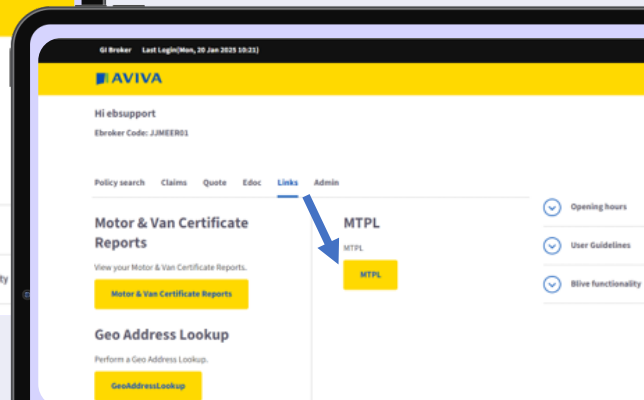 GI Broker Last Login(Mon, 20 Jan 2025 10:21)
AVIVA
Hi ebsupport
Ebroker Code: JJMEER01
Policy search Claims Quote Edoc Links Admin
Motor & Van Certificate
Reports
View your Motor & Van Certificate Reports.
Motor & Van Certificate Reports
Geo Address Lookup
Perform a Geo Address Lookup.
GeoAddressLookup
MTPL
MTPL
MTPL
Opening hours
User Guidelines
Blive functionality
ty